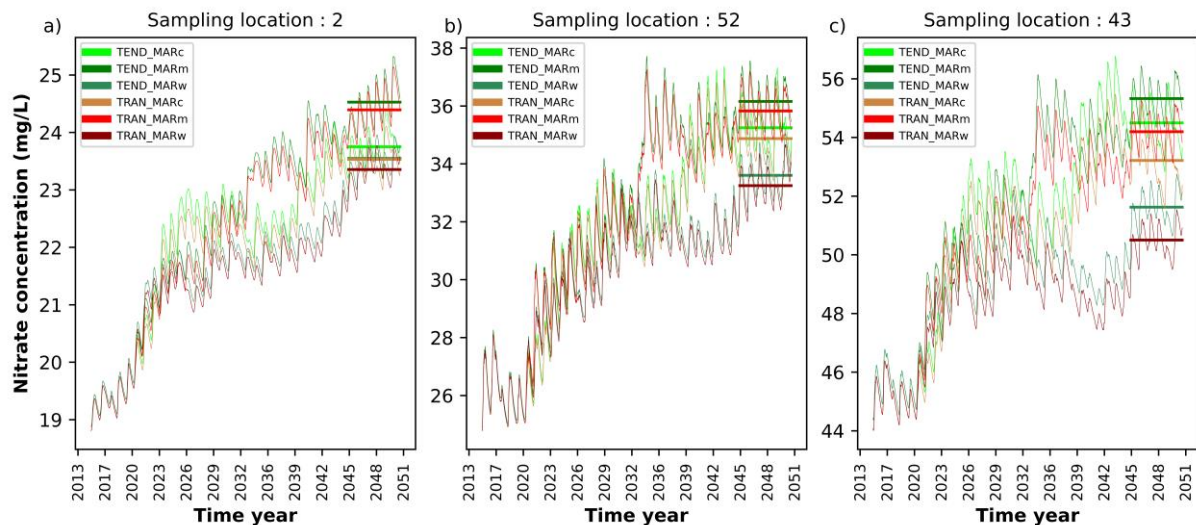 a) Sampling location : 2
TEND_MARc
TEND_MARm
TEND_MARw
TRAN_MARc
TRAN_MARm
TRAN_MARw
Nitrate concentration (mg/L)
25
24
23
22
21
20
19
2013 2017 2020 2023 2026 2029 2033 2036 2039 2042 2045 2048 2051
Time year
b) Sampling location : 52
TEND_MARc
TEND_MARm
TEND_MARw
TRAN_MARc
TRAN_MARm
TRAN_MARw
38
36
34
32
30
28
26
2013 2017 2020 2023 2026 2029 2032 2036 2039 2042 2045 2048 2051
Time year
c) Sampling location : 43
TEND_MARc
TEND_MARm
TEND_MARw
TRAN_MARc
TRAN_MARm
TRAN_MARw
56
54
52
50
48
46
44
2013 2017 2020 2023 2026 2029 2033 2036 2039 2042 2045 2048 2051
Time year